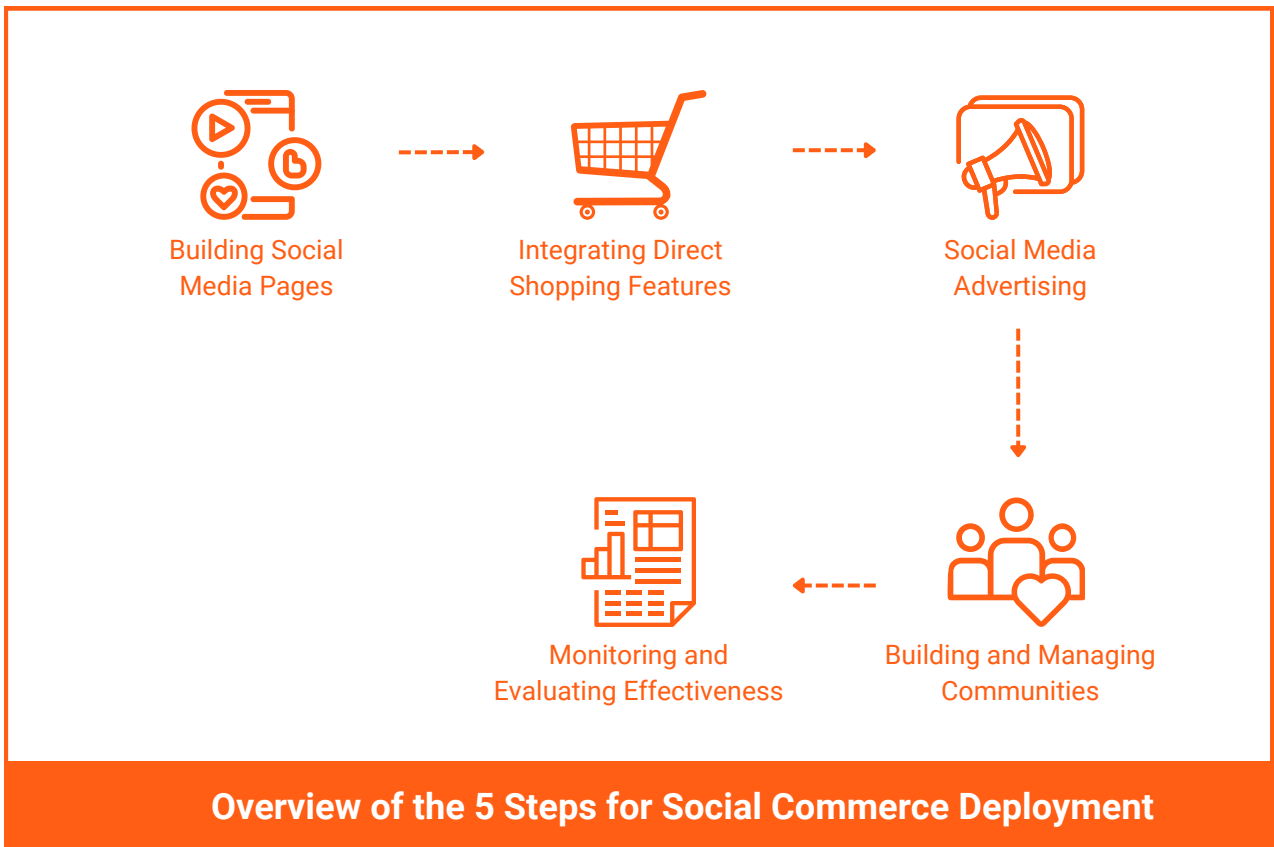 Building Social
Media Pages
Integrating Direct
Shopping Features
Social Media
Advertising
Building and Managing
Communities
Monitoring and
Evaluating Effectiveness
Overview of the 5 Steps for Social Commerce Deployment